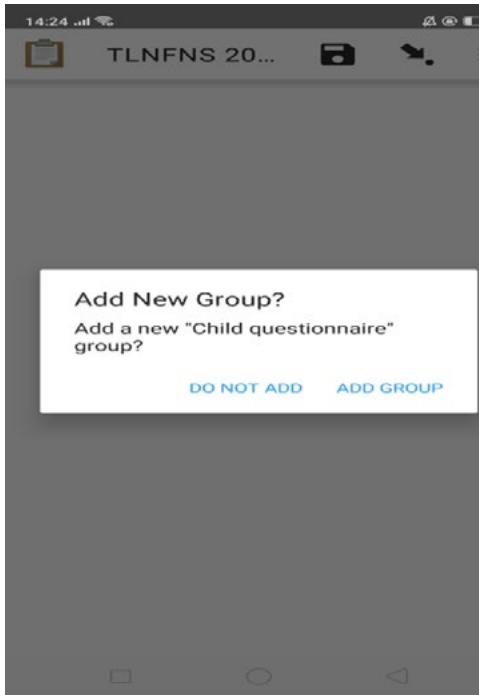 14:24
TLNFNS 20...
Add New Group?
Add a new "Child questionnaire"
group?
DO NOT ADD ADD GROUP